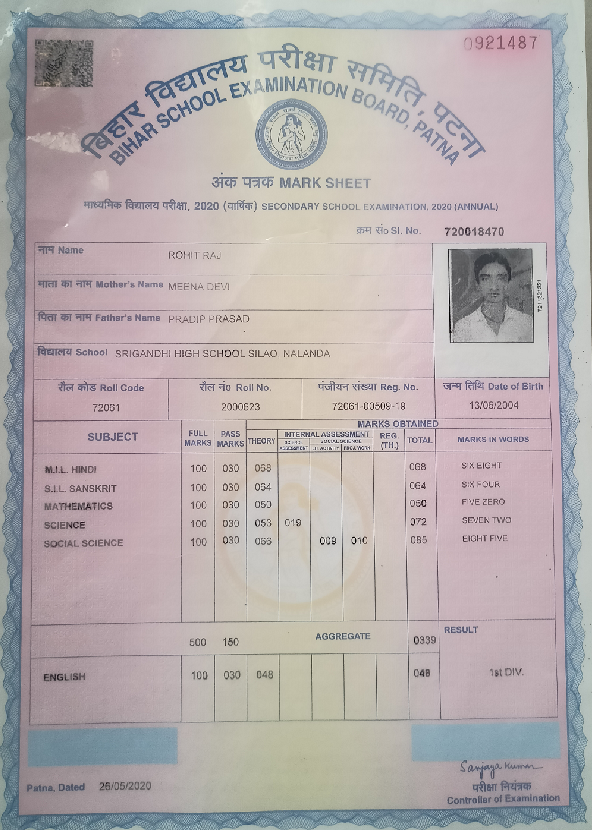 0921487
बिहार विद्यालय परीक्षा समिति, पटना
BIHAR SCHOOL EXAMINATION BOARD, PATNA
अंक पत्रक MARK SHEET
माध्यमिक विद्यालय परीक्षा, 2020 (वार्षिक) SECONDARY SCHOOL EXAMINATION, 2020 (ANNUAL)
क्रम सं० Sl. No. 720018470
नाम Name ROHIT RAJ
माता का नाम Mother's Name MEENA DEVI
पिता का नाम Father's Name PRADIP PRASAD
विद्यालय School SRIGANDHI HIGH SCHOOL SILAO NALANDA
रौल कोड Roll Code रौल नं० Roll No. पंजीयन संख्या Reg. No. जन्म तिथि Date of Birth
72061 2000623 13/06/2004
MARKS OBTAINED
SUBJECT FULL MARKS PASS MARKS THEORY INTERNAL ASSESSMENT REG. (TH.) TOTAL MARKS IN WORDS
M.I.L. HINDI 100 030 068 068 SIX EIGHT
S.I.L. SANSKRIT 100 030 064 064 SIX FOUR
MATHEMATICS 100 030 050 050 FIVE ZERO
SCIENCE 100 030 053 019 072 SEVEN TWO
SOCIAL SCIENCE 100 030 066 009 010 085 EIGHT FIVE
500 150 AGGREGATE 0339 RESULT
ENGLISH 100 030 048 048 1st DIV.
Sanjaya Kumar
Patna, Dated 26/05/2020 परीक्षा नियंत्रक
Controller of Examination